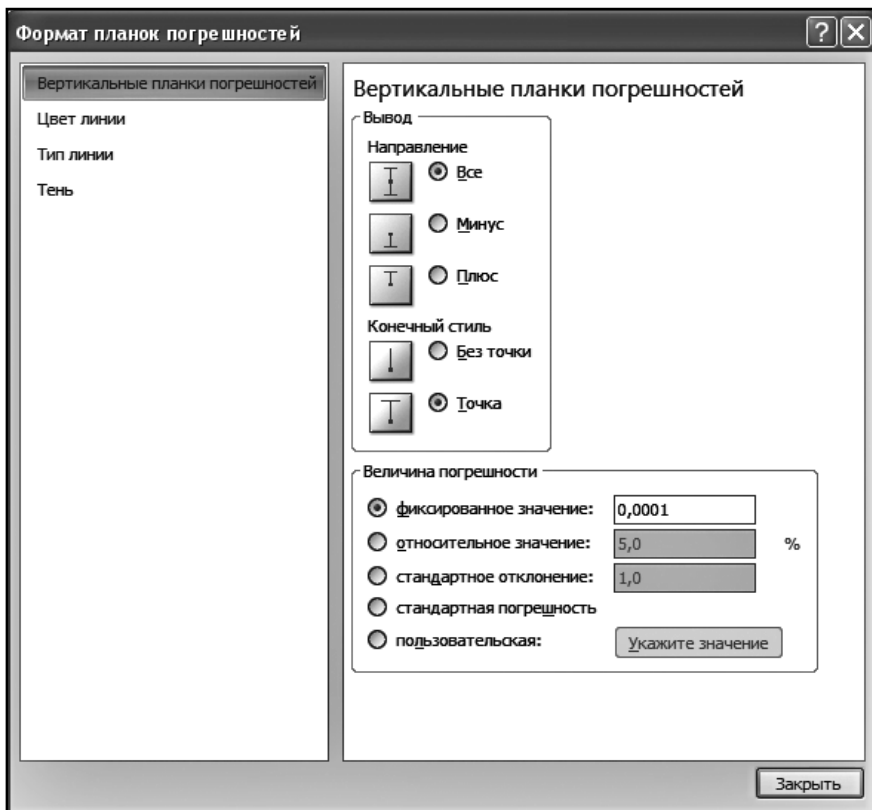 Формат планок погрешностей
Вертикальные планки погрешностей
Цвет линии
Тип линии
Тень
Вертикальные планки погрешностей
Вывод
Направление
Все
Минус
Плюс
Конечный стиль
Без точки
Точка
Величина погрешности
фиксированное значение: 0,0001
относительное значение: 5,0 %
стандартное отклонение: 1,0
стандартная погрешность
пользовательская: Укажите значение
Закрыть